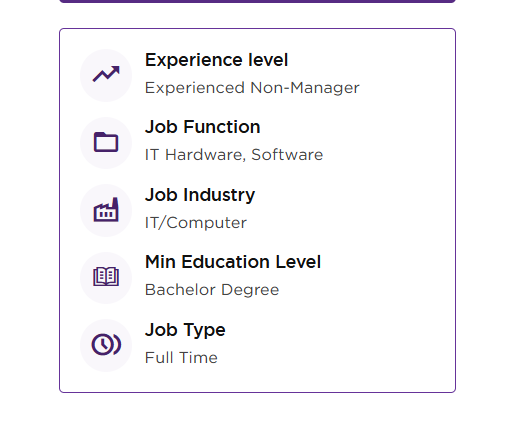 Experience level
Experienced Non-Manager
Job Function
IT Hardware, Software
Job Industry
IT/Computer
Min Education Level
Bachelor Degree
Job Type
Full Time